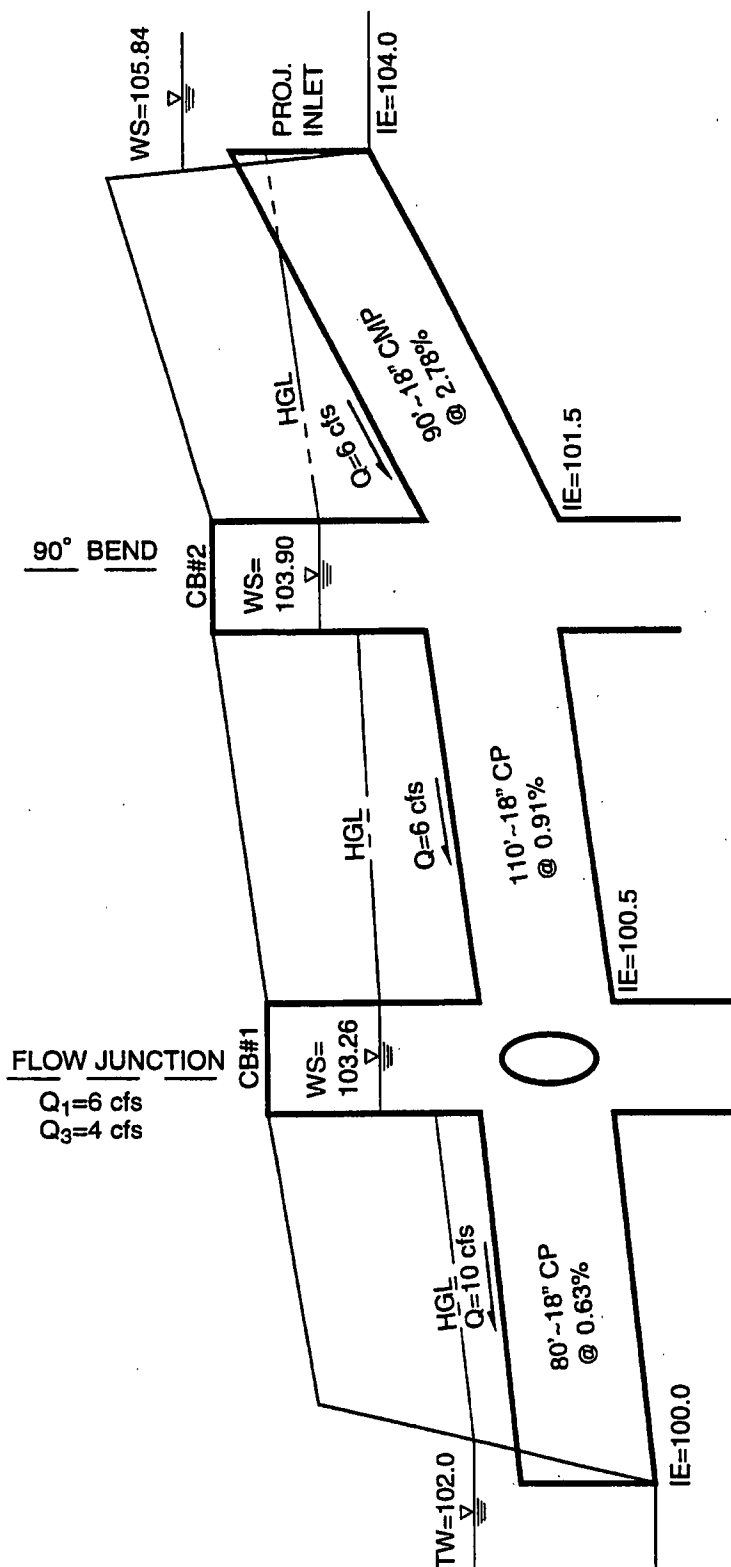 WS=105.84
PROJ.
INLET
IE=104.0
90'~18" CMP
@ 2.78%
HGL
Q=6 cfs
IE=101.5
90° BEND
CB#2
WS=
103.90
HGL
Q=6 cfs
110'~18" CP
@ 0.91%
IE=100.5
FLOW JUNCTION
Q₁=6 cfs
Q₃=4 cfs
CB#1
WS=
103.26
HGL
Q=10 cfs
80'~18" CP
@ 0.63%
TW=102.0
IE=100.0